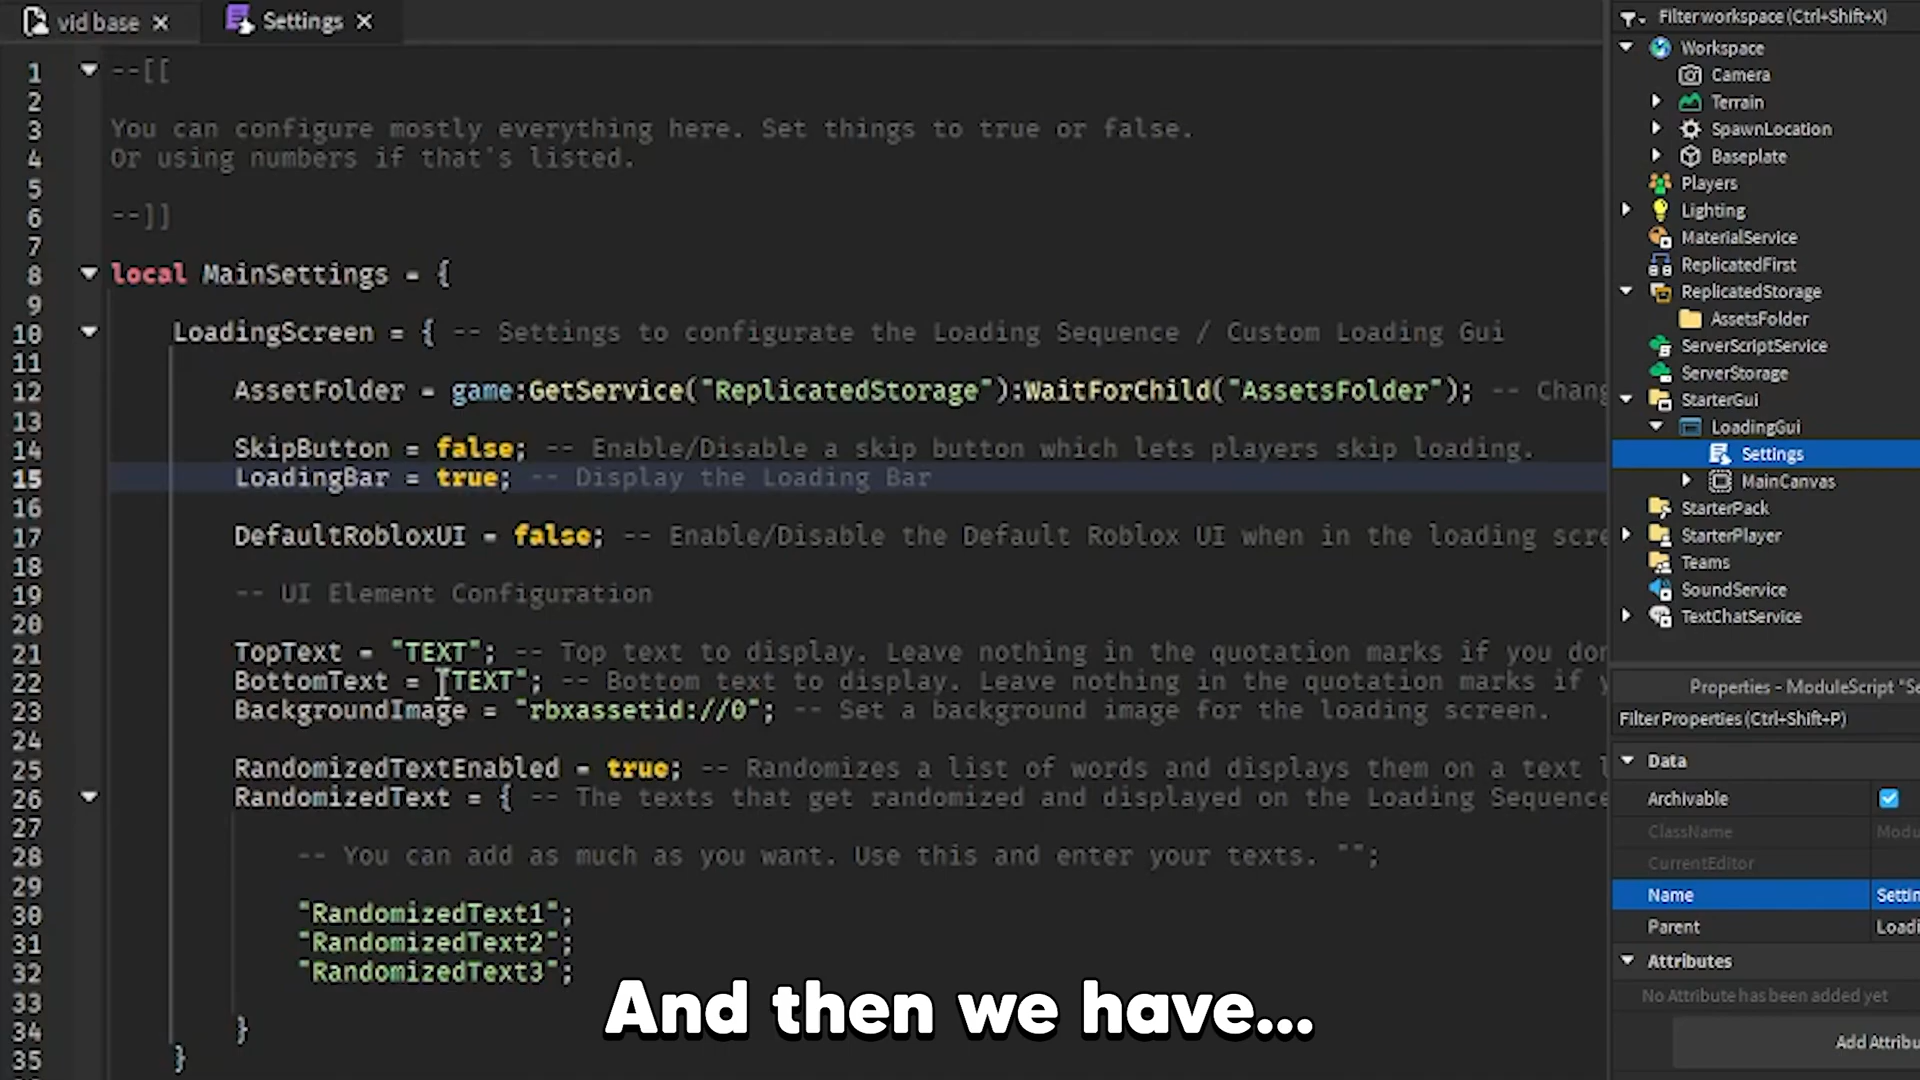 vid base
Settings
1 --[[
2
3 You can configure mostly everything here. Set things to true or false.
4 Or using numbers if that's listed.
5
6 --]]
7
8 local MainSettings = {
9
10 LoadingScreen = { -- Settings to configurate the Loading Sequence / Custom Loading Gui
11
12 AssetFolder = game:GetService("ReplicatedStorage"):WaitForChild("AssetsFolder"); -- Chang
13
14 SkipButton = false; -- Enable/Disable a skip button which lets players skip loading.
15 LoadingBar = true; -- Display the Loading Bar
16
17 DefaultRobloxUI = false; -- Enable/Disable the Default Roblox UI when in the loading scre
18
19 -- UI Element Configuration
20
21 TopText = "TEXT"; -- Top text to display. Leave nothing in the quotation marks if you don
22 BottomText = "TEXT"; -- Bottom text to display. Leave nothing in the quotation marks if y
23 BackgroundImage = "rbxassetid://0"; -- Set a background image for the loading screen.
24
25 RandomizedTextEnabled = true; -- Randomizes a list of words and displays them on a text l
26 RandomizedText = { -- The texts that get randomized and displayed on the Loading Sequence
27
28 -- You can add as much as you want. Use this and enter your texts. "";
29
30 "RandomizedText1";
31 "RandomizedText2";
32 "RandomizedText3";
33
34 }
35 }
And then we have...
Filter workspace (Ctrl+Shift+X)
Workspace
Camera
Terrain
SpawnLocation
Baseplate
Players
Lighting
MaterialService
ReplicatedFirst
ReplicatedStorage
AssetsFolder
ServerScriptService
ServerStorage
StarterGui
LoadingGui
Settings
MainCanvas
StarterPack
StarterPlayer
Teams
SoundService
TextChatService
Properties - ModuleScript "Se
Filter Properties (Ctrl+Shift+P)
Data
Archivable
ClassName Modu
CurrentEditor
Name Settin
Parent Loadi
Attributes
No Attribute has been added yet
Add Attribu